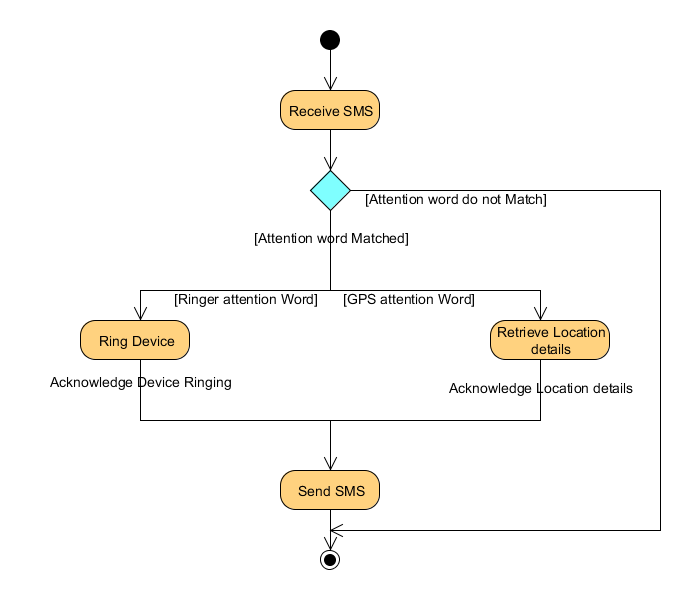 Receive SMS
[Attention word do not Match]
[Attention word Matched]
[Ringer attention Word]
[GPS attention Word]
Ring Device
Retrieve Location
details
Acknowledge Device Ringing
Acknowledge Location details
Send SMS